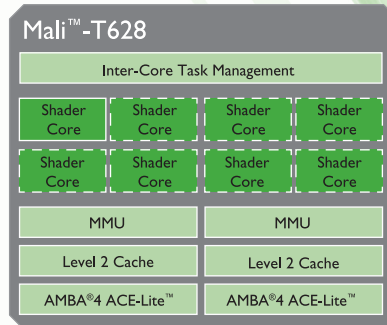 Mali™-T628
Inter-Core Task Management
Shader Core
Shader Core
Shader Core
Shader Core
Shader Core
Shader Core
Shader Core
Shader Core
MMU
MMU
Level 2 Cache
Level 2 Cache
AMBA®4 ACE-Lite™
AMBA®4 ACE-Lite™